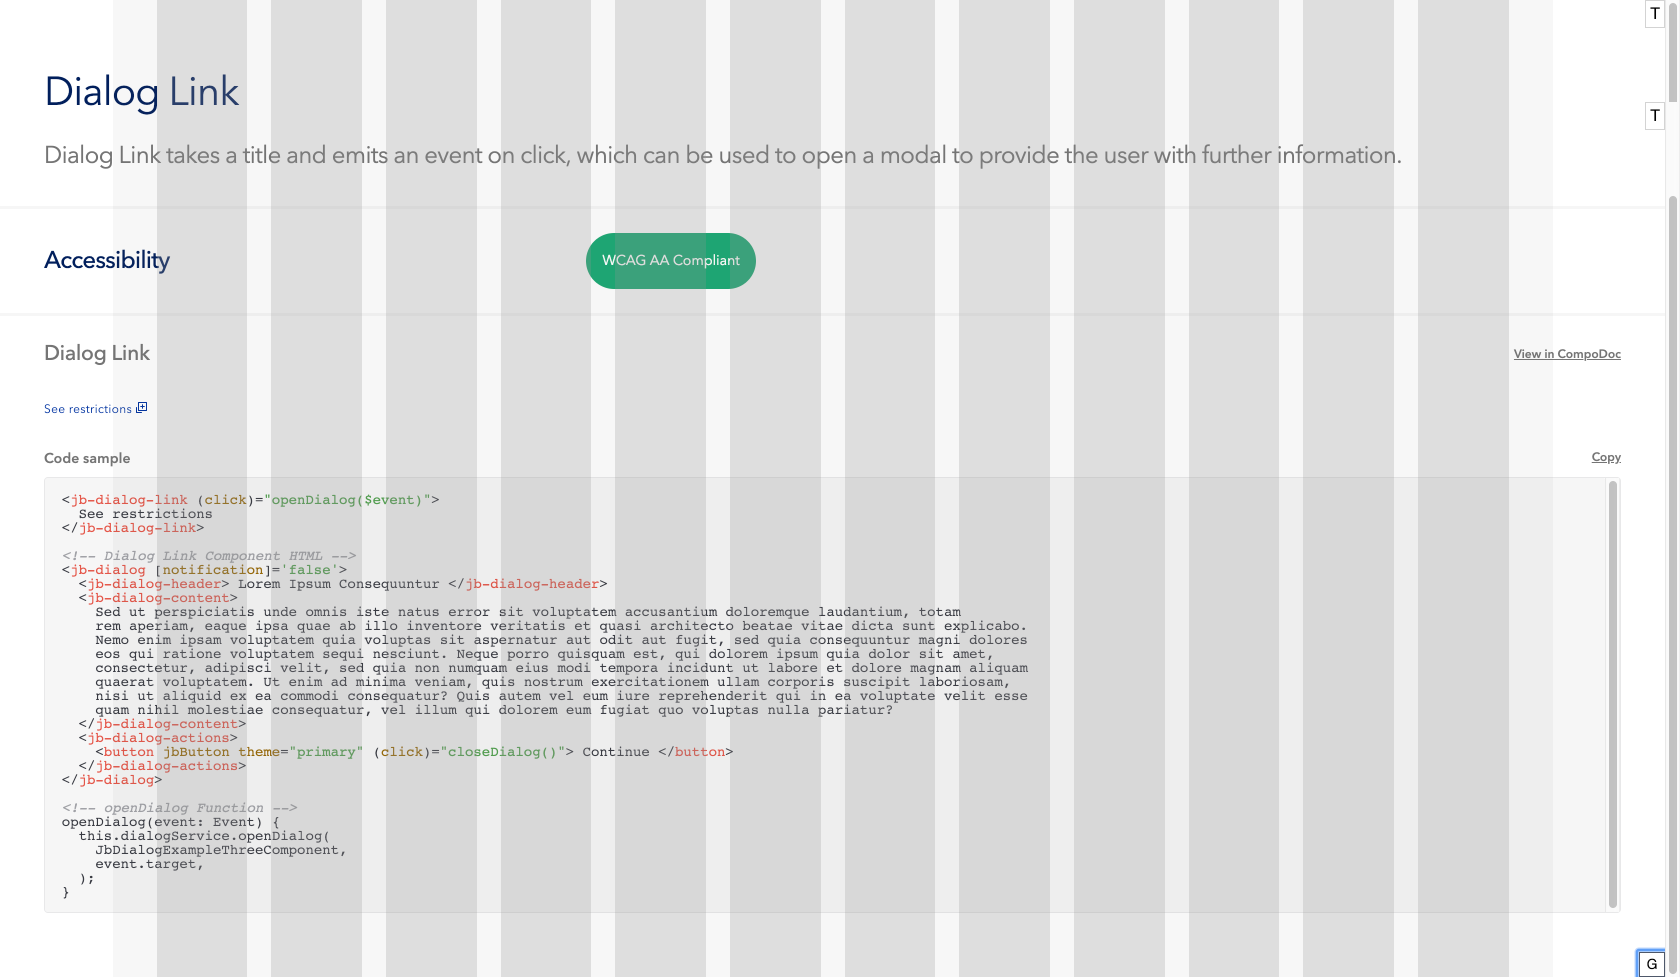 T
Dialog Link
T
Dialog Link takes a title and emits an event on click, which can be used to open a modal to provide the user with further information.
Accessibility
WCAG AA Compliant
Dialog Link
View in CompoDoc
See restrictions
Code sample
Copy
<jb-dialog-link (click)="openDialog($event)">
  See restrictions
</jb-dialog-link>
<!-- Dialog Link Component HTML -->
<jb-dialog [notification]='false'>
  <jb-dialog-header> Lorem Ipsum Consequuntur </jb-dialog-header>
  <jb-dialog-content>
    Sed ut perspiciatis unde omnis iste natus error sit voluptatem accusantium doloremque laudantium, totam
    rem aperiam, eaque ipsa quae ab illo inventore veritatis et quasi architecto beatae vitae dicta sunt explicabo.
    Nemo enim ipsam voluptatem quia voluptas sit aspernatur aut odit aut fugit, sed quia consequuntur magni dolores
    eos qui ratione voluptatem sequi nesciunt. Neque porro quisquam est, qui dolorem ipsum quia dolor sit amet,
    consectetur, adipisci velit, sed quia non numquam eius modi tempora incidunt ut labore et dolore magnam aliquam
    quaerat voluptatem. Ut enim ad minima veniam, quis nostrum exercitationem ullam corporis suscipit laboriosam,
    nisi ut aliquid ex ea commodi consequatur? Quis autem vel eum iure reprehenderit qui in ea voluptate velit esse
    quam nihil molestiae consequatur, vel illum qui dolorem eum fugiat quo voluptas nulla pariatur?
  </jb-dialog-content>
  <jb-dialog-actions>
    <button jbButton theme="primary" (click)="closeDialog()"> Continue </button>
  </jb-dialog-actions>
</jb-dialog>
<!-- openDialog Function -->
openDialog(event: Event) {
  this.dialogService.openDialog(
    JbDialogExampleThreeComponent,
    event.target,
  );
}
G